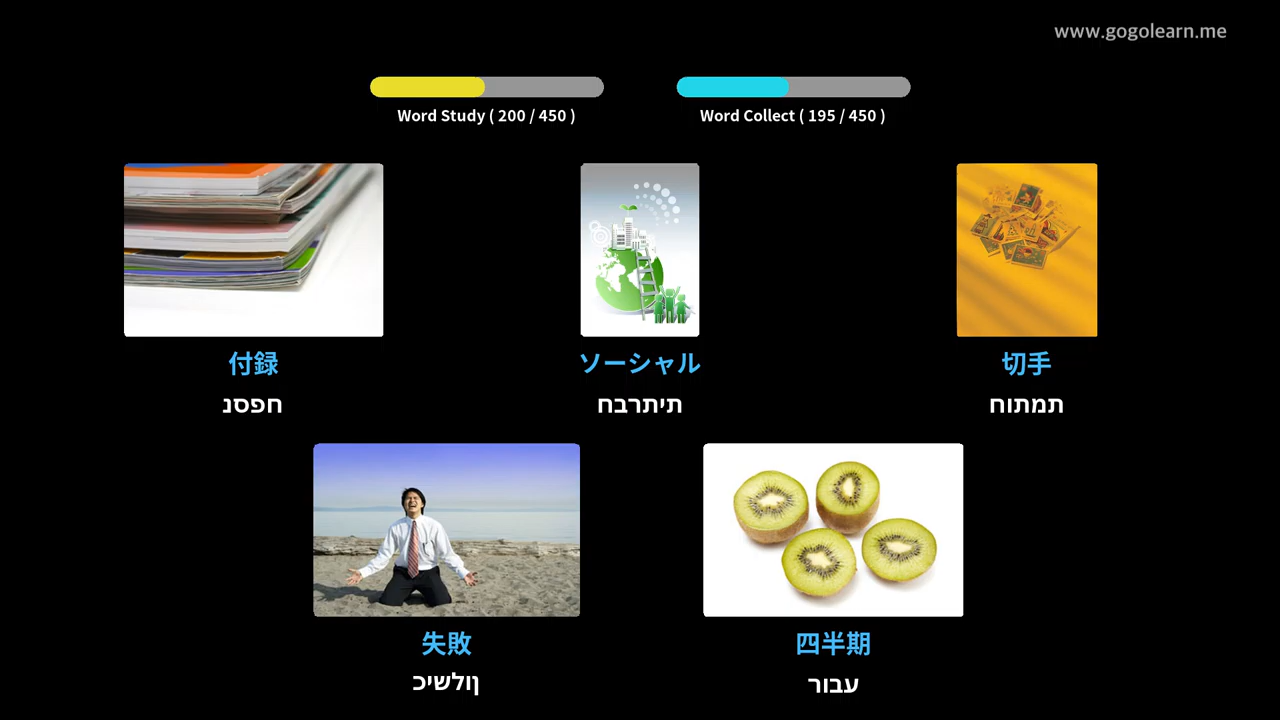 www.gogolearn.me
Word Study ( 200 / 450 )
Word Collect ( 195 / 450 )
付録
ソーシャル
切手
חפסנ
תיתרבח
תמתוח
失敗
四半期
ןולשיכ
עבור